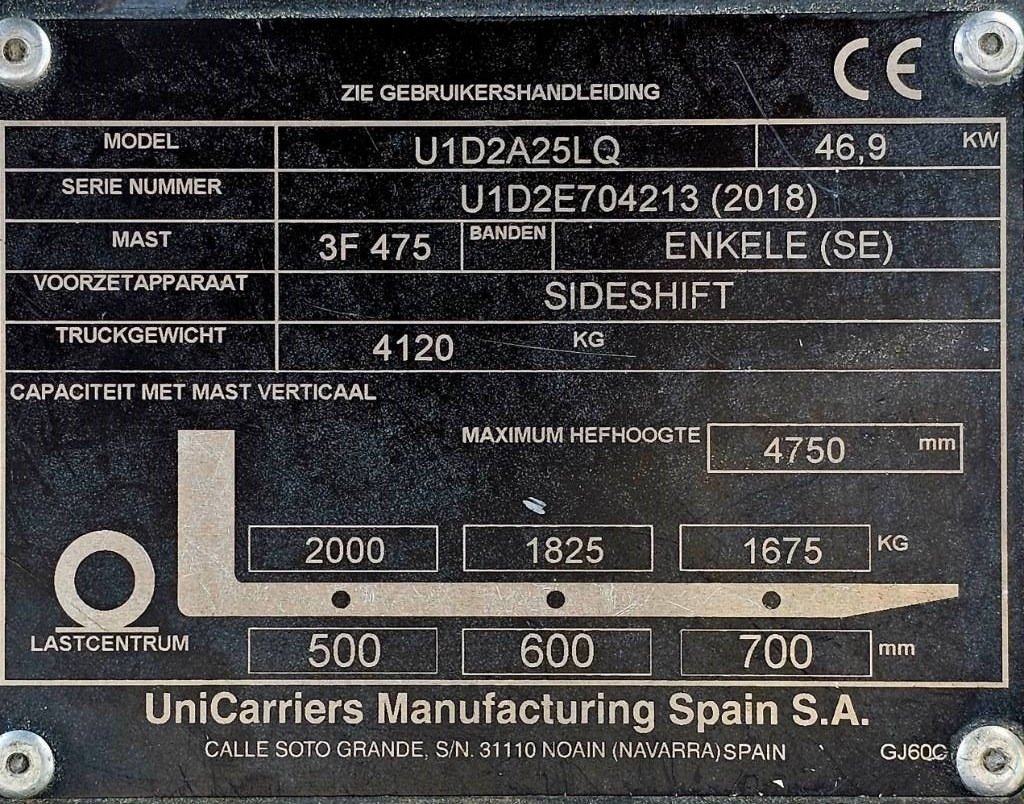 CE
ZIE GEBRUIKERSHANDLEIDING
MODEL U1D2A25LQ 46,9 KW
SERIE NUMMER U1D2E704213 (2018)
MAST 3F 475 BANDEN ENKELE (SE)
VOORZETAPPARAAT SIDESHIFT
TRUCKGEWICHT 4120 KG
CAPACITEIT MET MAST VERTICAAL
MAXIMUM HEFHOOGTE 4750 mm
2000 1825 1675 KG
LASTCENTRUM 500 600 700 mm
UniCarriers Manufacturing Spain S.A.
CALLE SOTO GRANDE, S/N. 31110 NOAIN (NAVARRA) SPAIN GJ60C